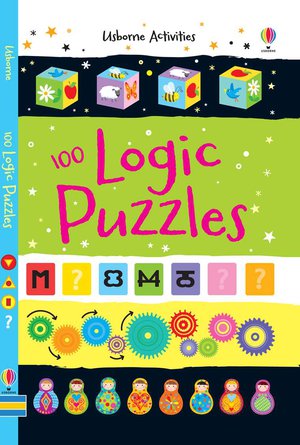 Usborne
100 Logic Puzzles
?
Usborne Activities
USBORNE
100 Logic
Puzzles
? ? ?